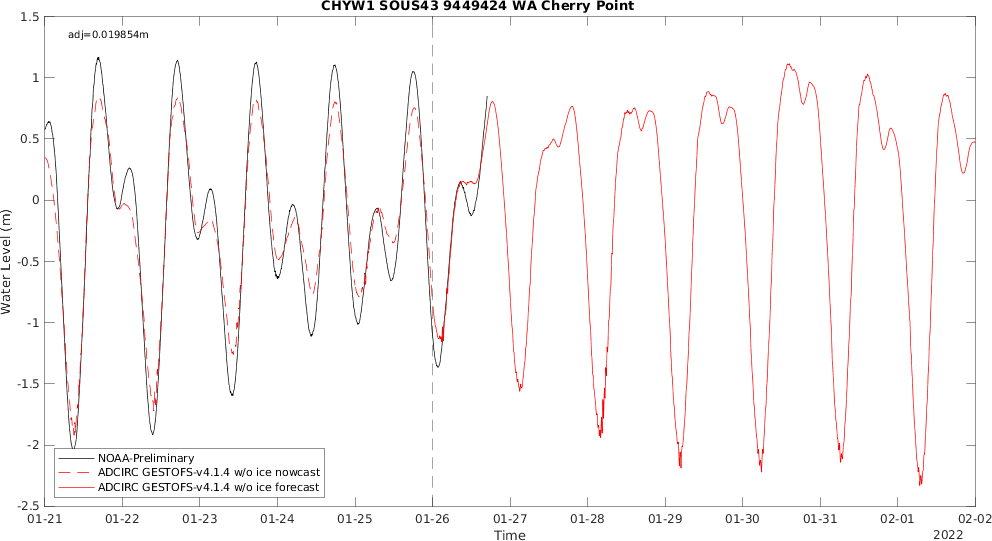 CHYW1 SOUS43 9449424 WA Cherry Point
adj=0.019854m
1.5
1
0.5
0
-0.5
-1
-1.5
-2
-2.5
Water Level (m)
NOAA-Preliminary
ADCIRC GESTOFS-v4.1.4 w/o ice nowcast
ADCIRC GESTOFS-v4.1.4 w/o ice forecast
01-21 01-22 01-23 01-24 01-25 01-26 01-27 01-28 01-29 01-30 01-31 02-01 02-02
Time
2022